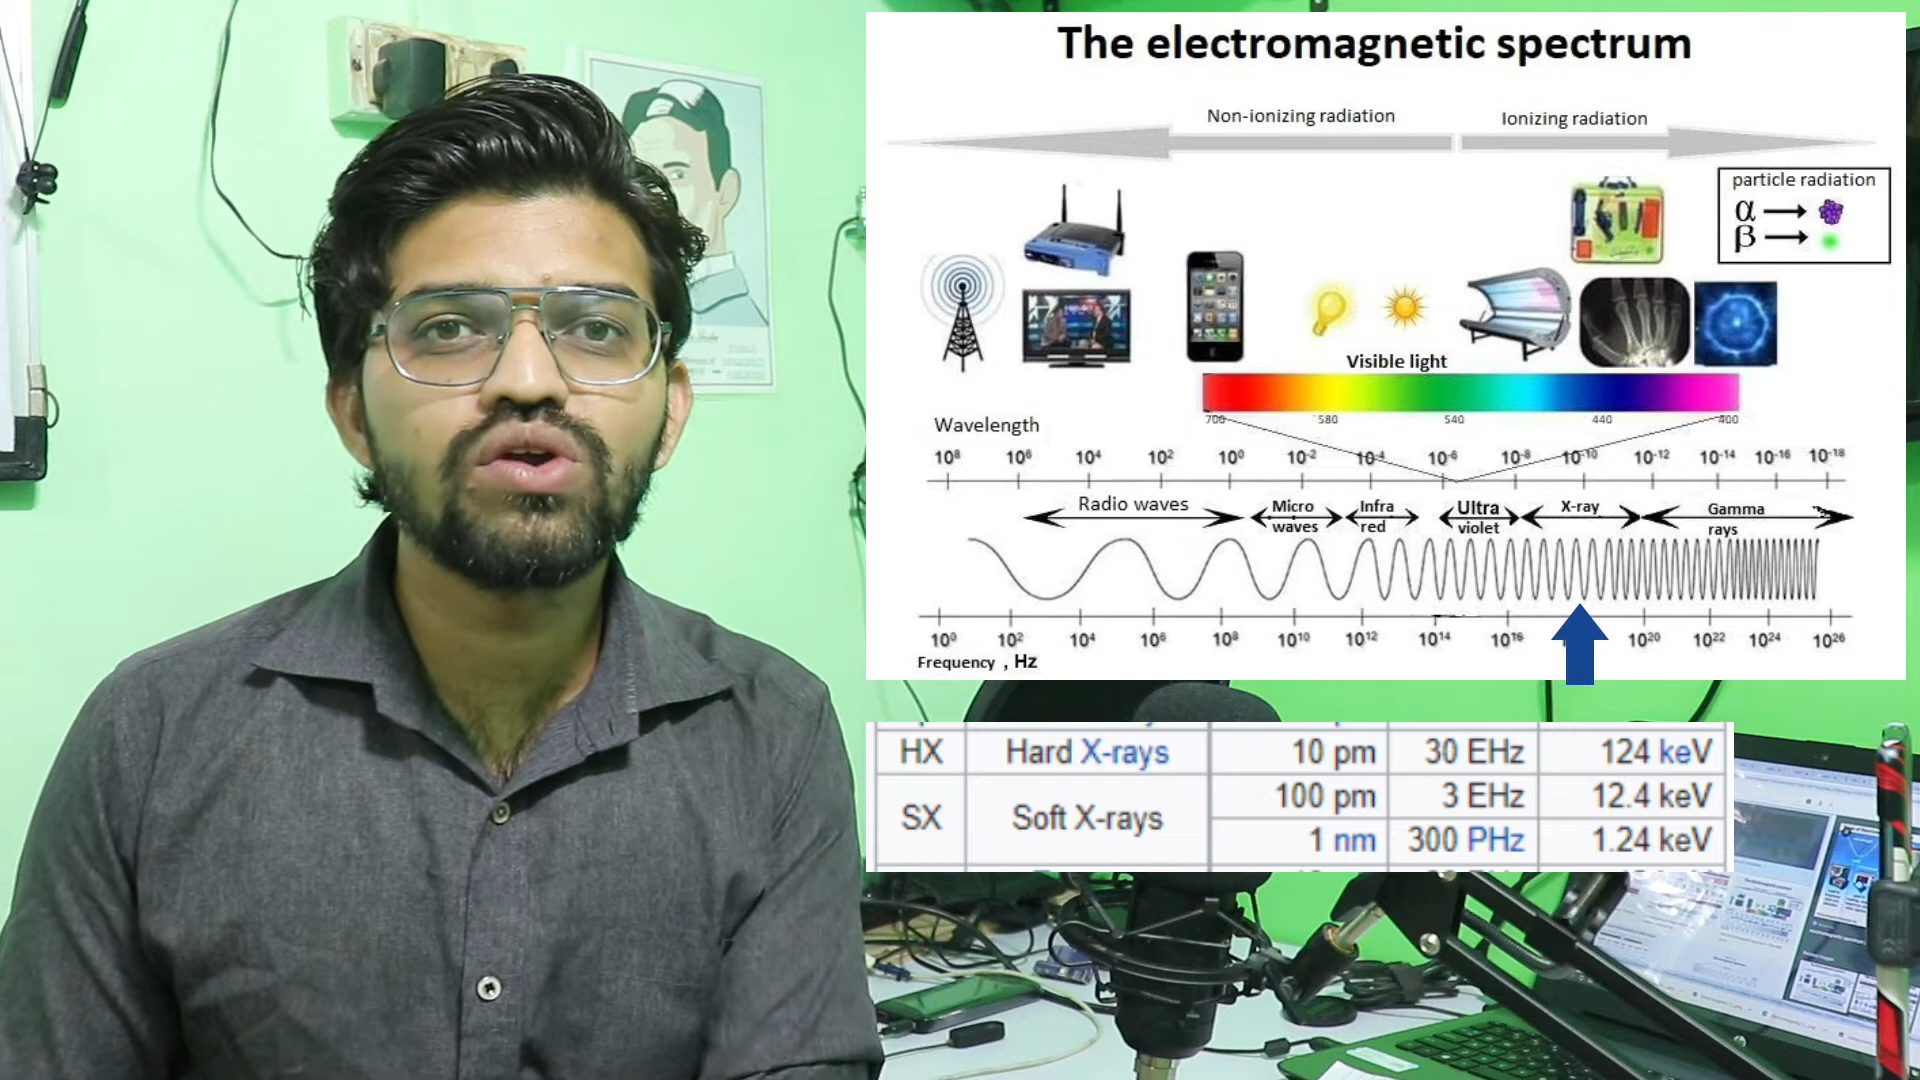 The electromagnetic spectrum
Non-ionizing radiation
Ionizing radiation
particle radiation
α
β
Visible light
700 580 540 440 400
Wavelength
10⁸ 10⁶ 10⁴ 10² 10⁰ 10⁻² 10⁻⁴ 10⁻⁶ 10⁻⁸ 10⁻¹⁰ 10⁻¹² 10⁻¹⁴ 10⁻¹⁶ 10⁻¹⁸
Radio waves
Micro
waves
Infra
red
Ultra
violet
X-ray
Gamma
rays
10⁰ 10² 10⁴ 10⁶ 10⁸ 10¹⁰ 10¹² 10¹⁴ 10¹⁶ 10²⁰ 10²² 10²⁴ 10²⁶
Frequency , Hz
HX Hard X-rays 10 pm 30 EHz 124 keV
SX Soft X-rays 100 pm 3 EHz 12.4 keV
1 nm 300 PHz 1.24 keV